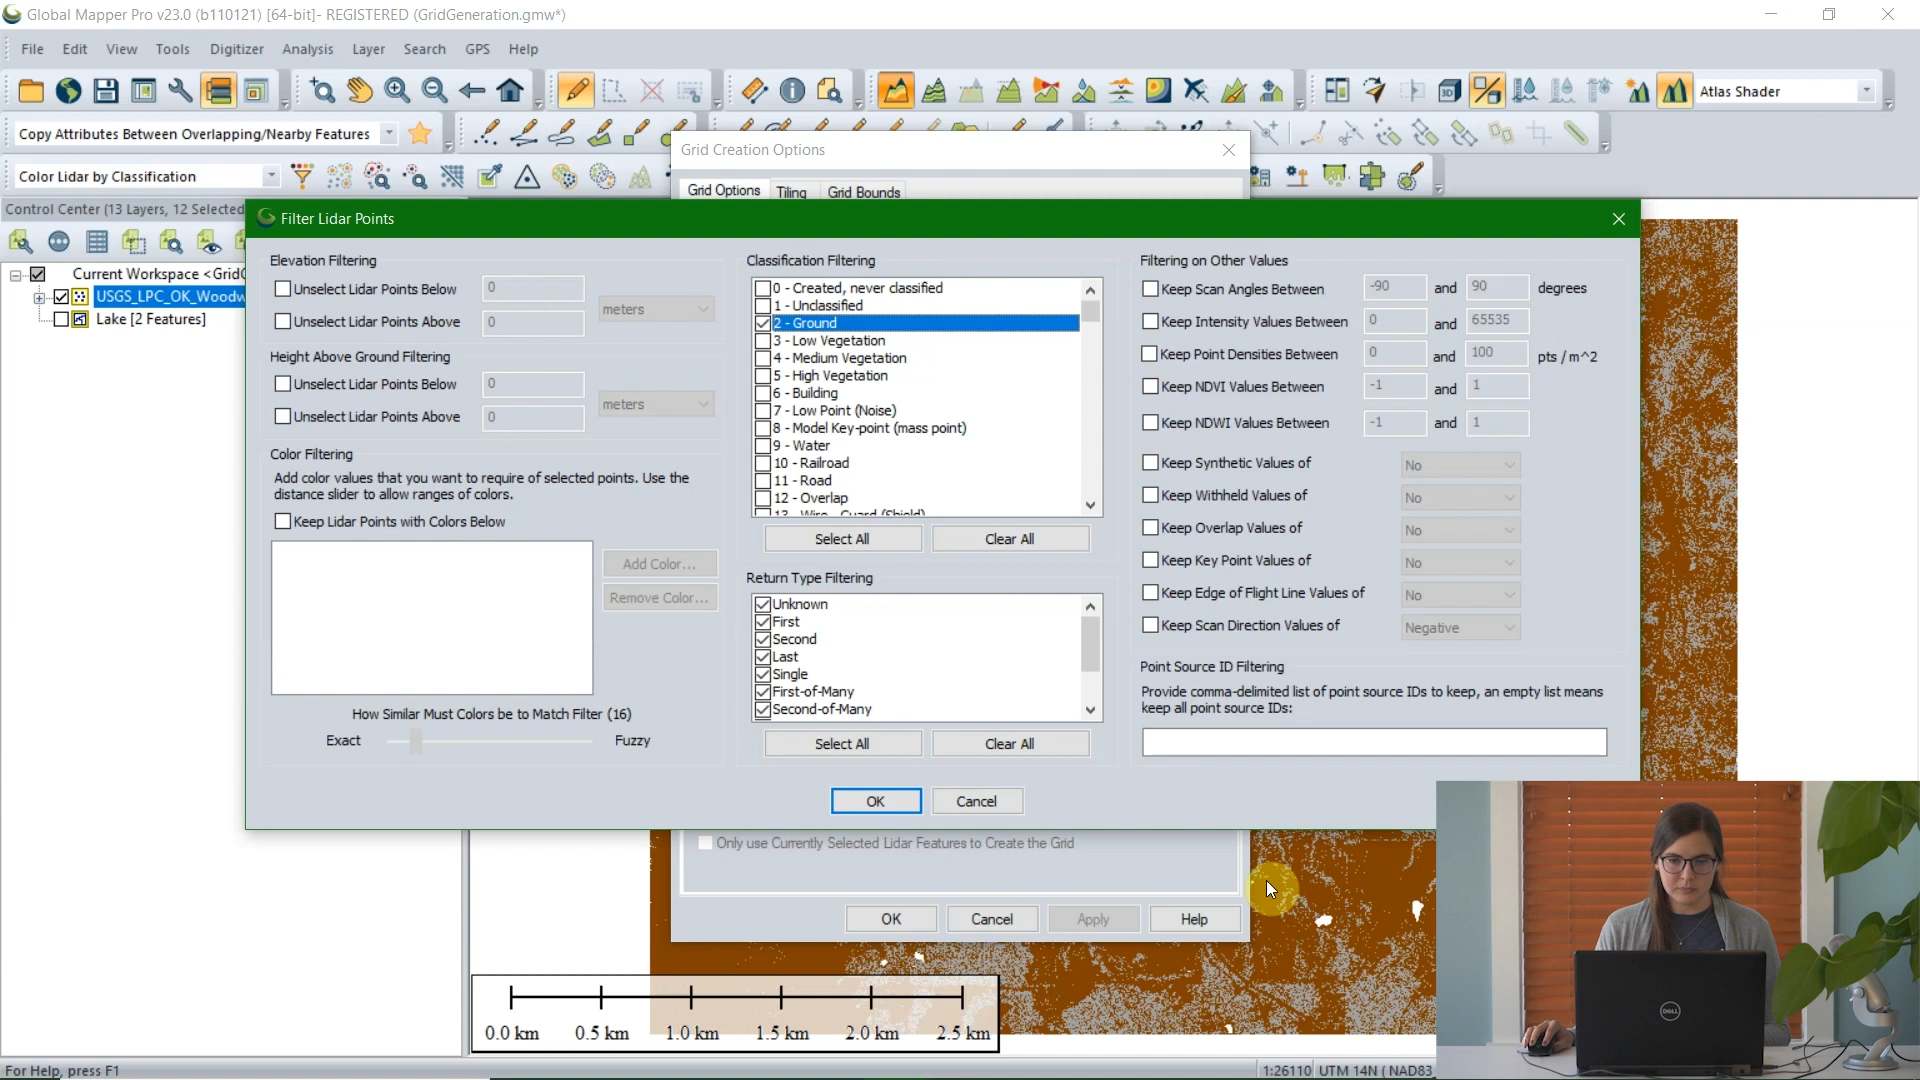 Global Mapper Pro v23.0 (b110121) [64-bit]- REGISTERED (GridGeneration.gmw*)
File Edit View Tools Digitizer Analysis Layer Search GPS Help
Atlas Shader
Copy Attributes Between Overlapping/Nearby Features
Color Lidar by Classification
Grid Creation Options
Grid Options Tiling Grid Bounds
Control Center (13 Layers, 12 Selected
Current Workspace <Grid
USGS_LPC_OK_Woodw
Lake [2 Features]
Filter Lidar Points
Elevation Filtering
Unselect Lidar Points Below 0
meters
Unselect Lidar Points Above 0
Height Above Ground Filtering
Unselect Lidar Points Below 0
meters
Unselect Lidar Points Above 0
Color Filtering
Add color values that you want to require of selected points. Use the
distance slider to allow ranges of colors.
Keep Lidar Points with Colors Below
Add Color...
Remove Color...
How Similar Must Colors be to Match Filter (16)
Exact Fuzzy
Classification Filtering
0 - Created, never classified
1 - Unclassified
2 - Ground
3 - Low Vegetation
4 - Medium Vegetation
5 - High Vegetation
6 - Building
7 - Low Point (Noise)
8 - Model Key-point (mass point)
9 - Water
10 - Railroad
11 - Road
12 - Overlap
13 - Wire - Guard (Shield)
Select All Clear All
Return Type Filtering
Unknown
First
Second
Last
Single
First-of-Many
Second-of-Many
Select All Clear All
Filtering on Other Values
Keep Scan Angles Between -90 and 90 degrees
Keep Intensity Values Between 0 and 65535
Keep Point Densities Between 0 and 100 pts / m^2
Keep NDVI Values Between -1 and 1
Keep NDWI Values Between -1 and 1
Keep Synthetic Values of No
Keep Withheld Values of No
Keep Overlap Values of No
Keep Key Point Values of No
Keep Edge of Flight Line Values of No
Keep Scan Direction Values of Negative
Point Source ID Filtering
Provide comma-delimited list of point source IDs to keep, an empty list means
keep all point source IDs:
OK Cancel
Only use Currently Selected Lidar Features to Create the Grid
OK Cancel Apply Help
0.0 km 0.5 km 1.0 km 1.5 km 2.0 km 2.5 km
DELL
For Help, press F1
1:26110 UTM 14N ( NAD83